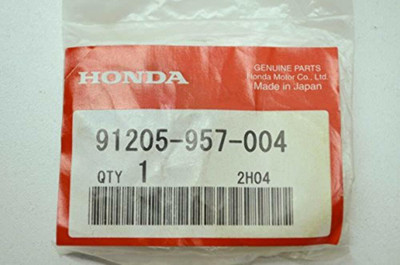 HONDA
GENUINE PARTS
Honda Motor Co., Ltd.
Made in Japan
91205-957-004
QTY 1 2H04